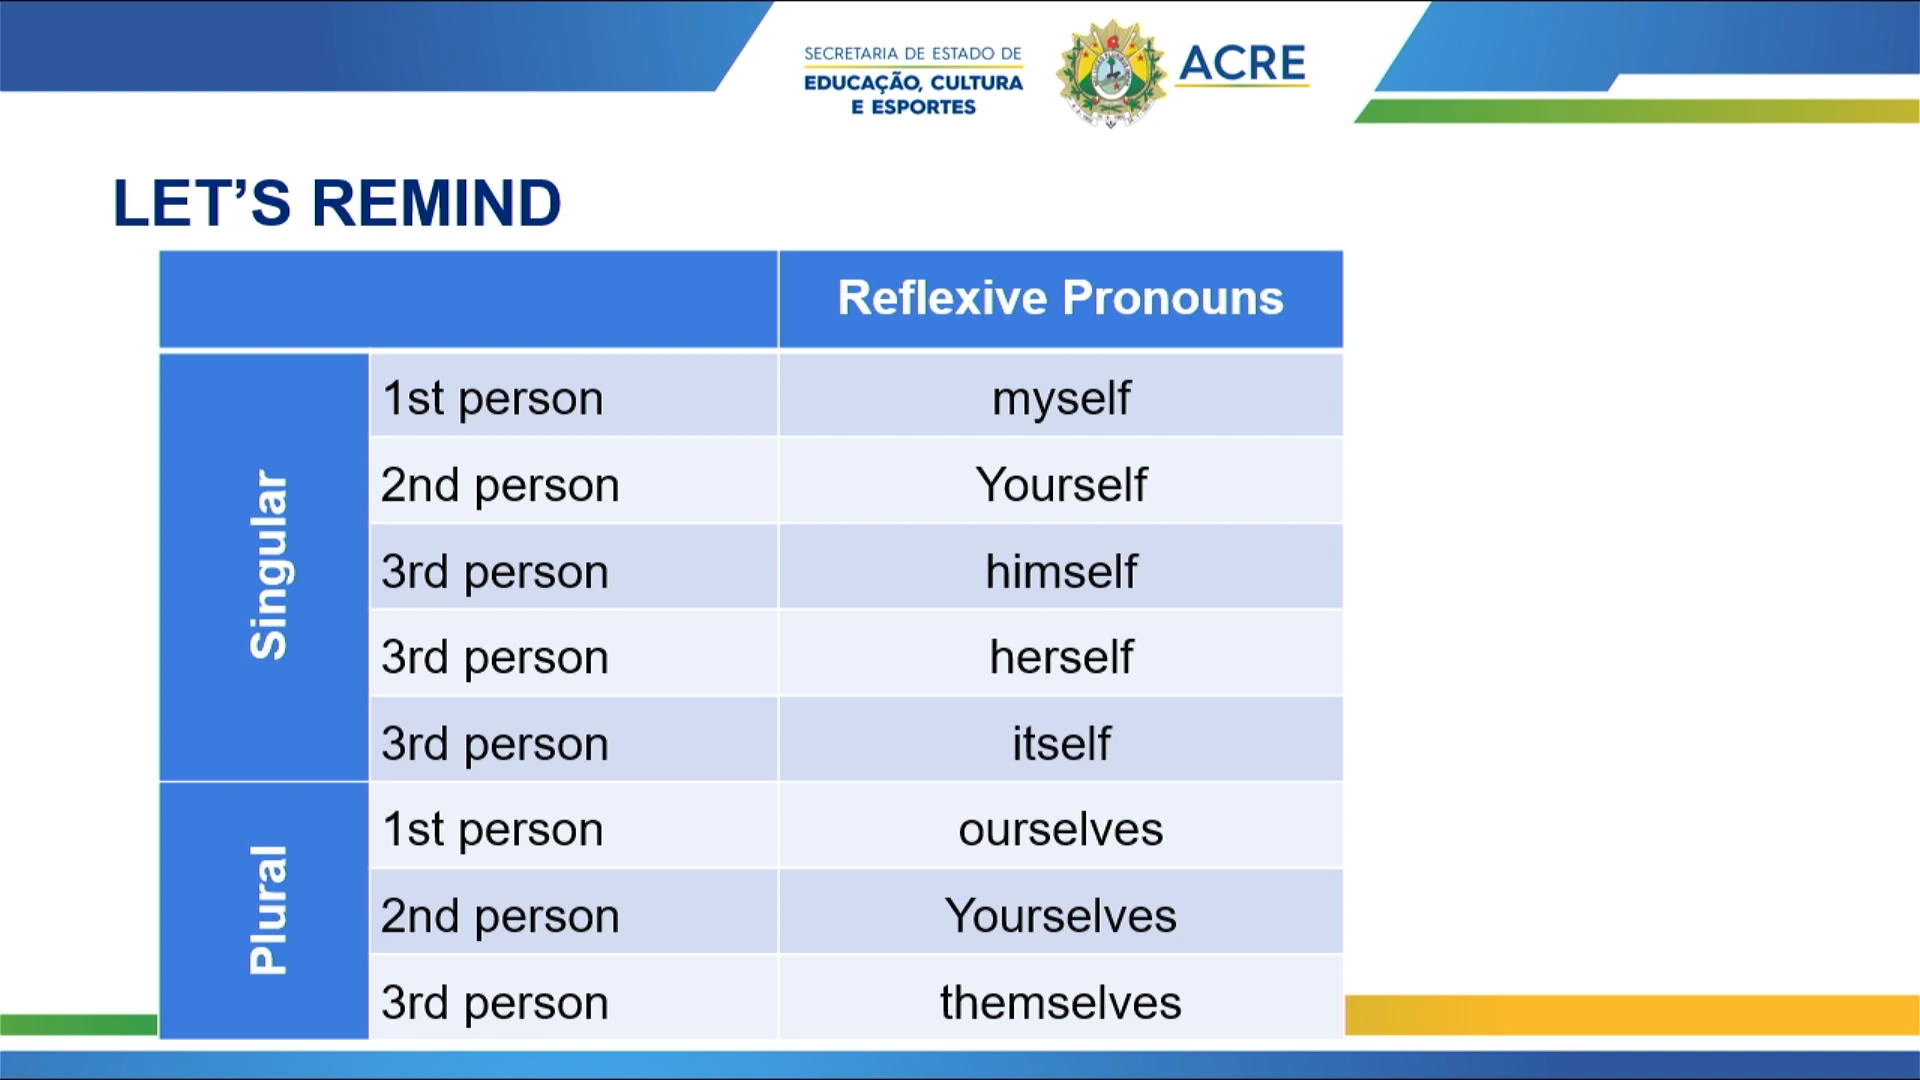 SECRETARIA DE ESTADO DE
EDUCAÇÃO, CULTURA
E ESPORTES
ACRE
LET’S REMIND
Reflexive Pronouns
Singular
1st person myself
2nd person Yourself
3rd person himself
3rd person herself
3rd person itself
Plural
1st person ourselves
2nd person Yourselves
3rd person themselves